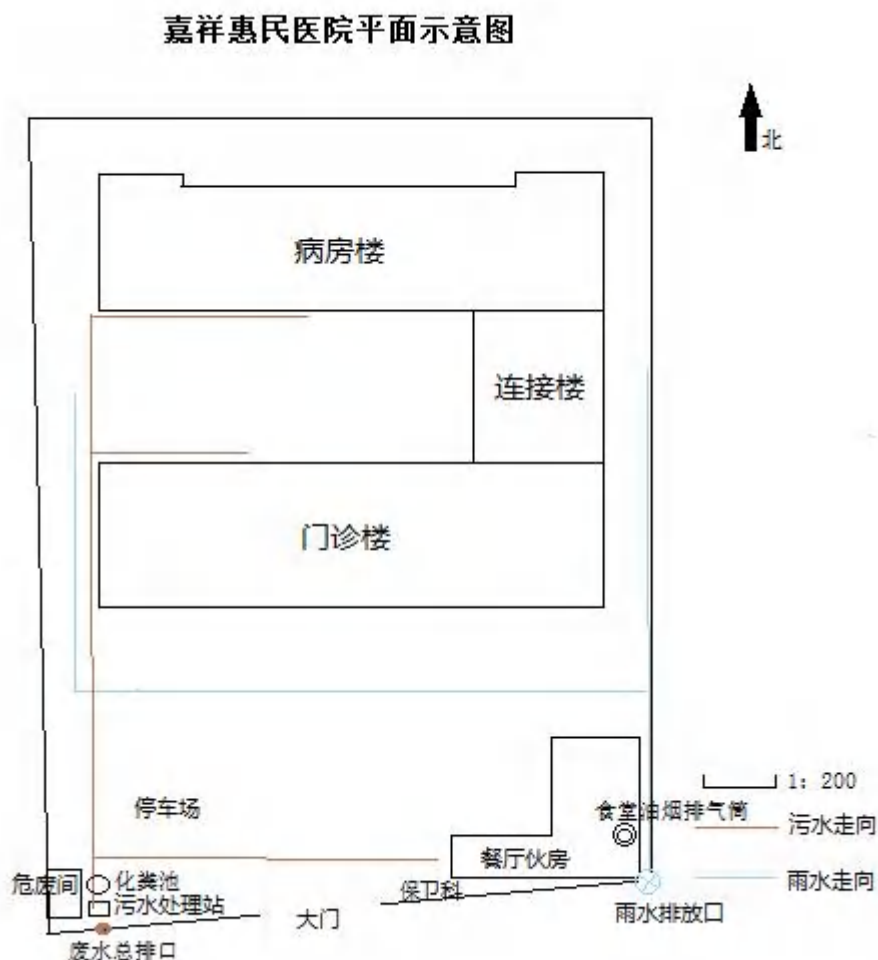 嘉祥惠民医院平面示意图
北
病房楼
连接楼
门诊楼
停车场
1: 200
食堂油烟排气筒
污水走向
餐厅伙房
危废间
化粪池
雨水走向
保卫科
污水处理站
大门
雨水排放口
废水总排口